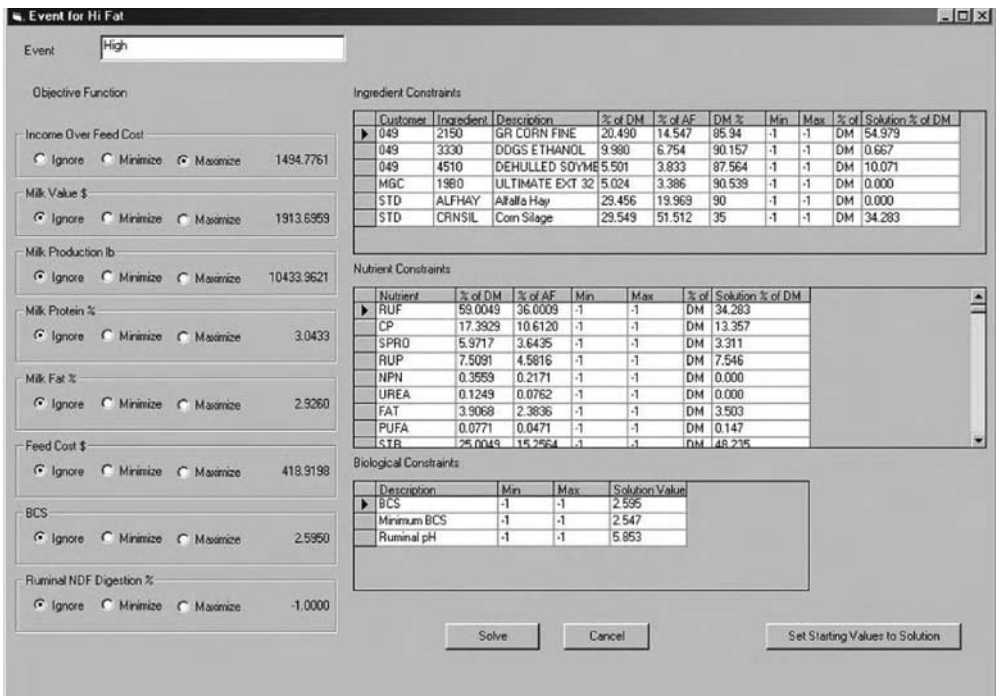 Event for Hi Fat
Event High
Objective Function
Income Over Feed Cost
Ignore Minimize Maximize 1494.7761
Milk Value $
Ignore Minimize Maximize 1913.6959
Milk Production lb
Ignore Minimize Maximize 10433.9621
Milk Protein %
Ignore Minimize Maximize 3.0433
Milk Fat %
Ignore Minimize Maximize 2.9260
Feed Cost $
Ignore Minimize Maximize 418.9198
BCS
Ignore Minimize Maximize 2.5950
Ruminal NDF Digestion %
Ignore Minimize Maximize -1.0000
Ingredient Constraints
Customer Ingredient Description % of DM % of AF DM % Min Max % of Solution % of DM
049 2150 GR CORN FINE 20.490 14.547 85.94 -1 -1 DM 54.979
049 3330 DDGS ETHANOL 9.980 6.754 90.157 -1 -1 DM 0.667
049 4510 DEHULLED SOYME 5.501 3.833 87.564 -1 -1 DM 10.071
MGC 19B0 ULTIMATE EXT 32 5.024 3.386 90.539 -1 -1 DM 0.000
STD ALFHAY Alfalfa Hay 29.456 19.969 90 -1 -1 DM 0.000
STD CRNSIL Corn Silage 29.549 51.512 35 -1 -1 DM 34.283
Nutrient Constraints
Nutrient % of DM % of AF Min Max % of Solution % of DM
RUF 59.0049 36.0009 -1 -1 DM 34.283
CP 17.3929 10.6120 -1 -1 DM 13.357
SPRO 5.9717 3.6435 -1 -1 DM 3.311
RUP 7.5091 4.5816 -1 -1 DM 7.546
NPN 0.3559 0.2171 -1 -1 DM 0.000
UREA 0.1249 0.0762 -1 -1 DM 0.000
FAT 3.9068 2.3836 -1 -1 DM 3.503
PUFA 0.0771 0.0471 -1 -1 DM 0.147
STR 25.0049 15.2564 -1 -1 DM 48.235
Biological Constraints
Description Min Max Solution Value
BCS -1 -1 2.595
Minimum BCS -1 -1 2.547
Ruminal pH -1 -1 5.853
Solve Cancel Set Starting Values to Solution